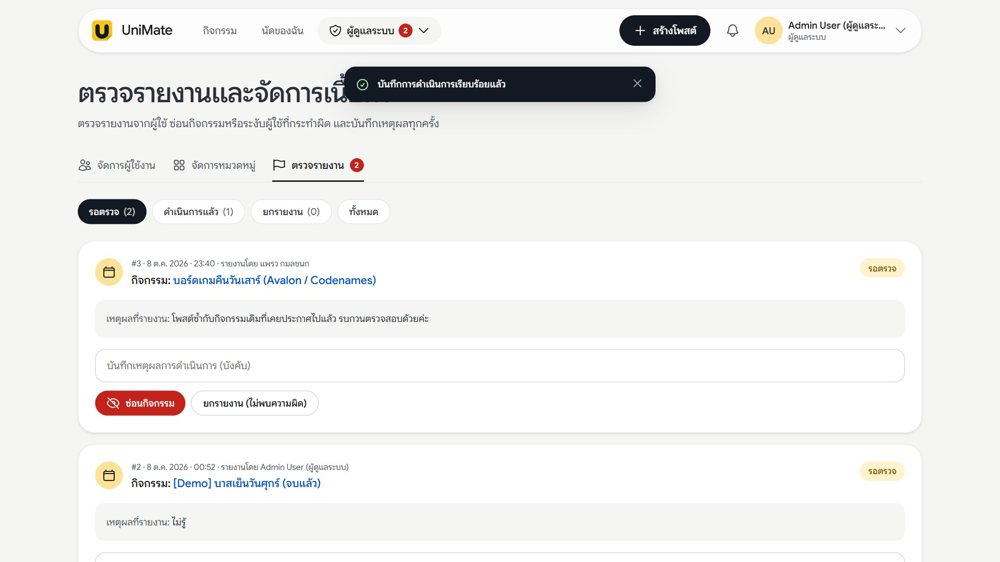 UniMate
กิจกรรม
นัดของฉัน
ผู้ดูแลระบบ 2
สร้างโพสต์
AU
Admin User (ผู้ดูแลระ...
ผู้ดูแลระบบ
บันทึกการดำเนินการเรียบร้อยแล้ว
ตรวจรายงานและจัดการ
ตรวจรายงานจากผู้ใช้ ซ่อนกิจกรรมหรือระงับผู้ใช้ที่กระทำผิด และบันทึกเหตุผลทุกครั้ง
จัดการผู้ใช้งาน
จัดการหมวดหมู่
ตรวจรายงาน 2
รอตรวจ (2)
ดำเนินการแล้ว (1)
ยกรายงาน (0)
ทั้งหมด
#3 · 8 ต.ค. 2026 · 23:40 · รายงานโดย แพรว กมลชนก
กิจกรรม: บอร์ดเกมคืนวันเสาร์ (Avalon / Codenames)
รอตรวจ
เหตุผลที่รายงาน: โพสต์ซ้ำกับกิจกรรมเดิมที่เคยประกาศไปแล้ว รบกวนตรวจสอบด้วยค่ะ
บันทึกเหตุผลการดำเนินการ (บังคับ)
ซ่อนกิจกรรม
ยกรายงาน (ไม่พบความผิด)
#2 · 8 ต.ค. 2026 · 00:52 · รายงานโดย Admin User (ผู้ดูแลระบบ)
กิจกรรม: [Demo] บาสเย็นวันศุกร์ (จบแล้ว)
รอตรวจ
เหตุผลที่รายงาน: ไม่รู้